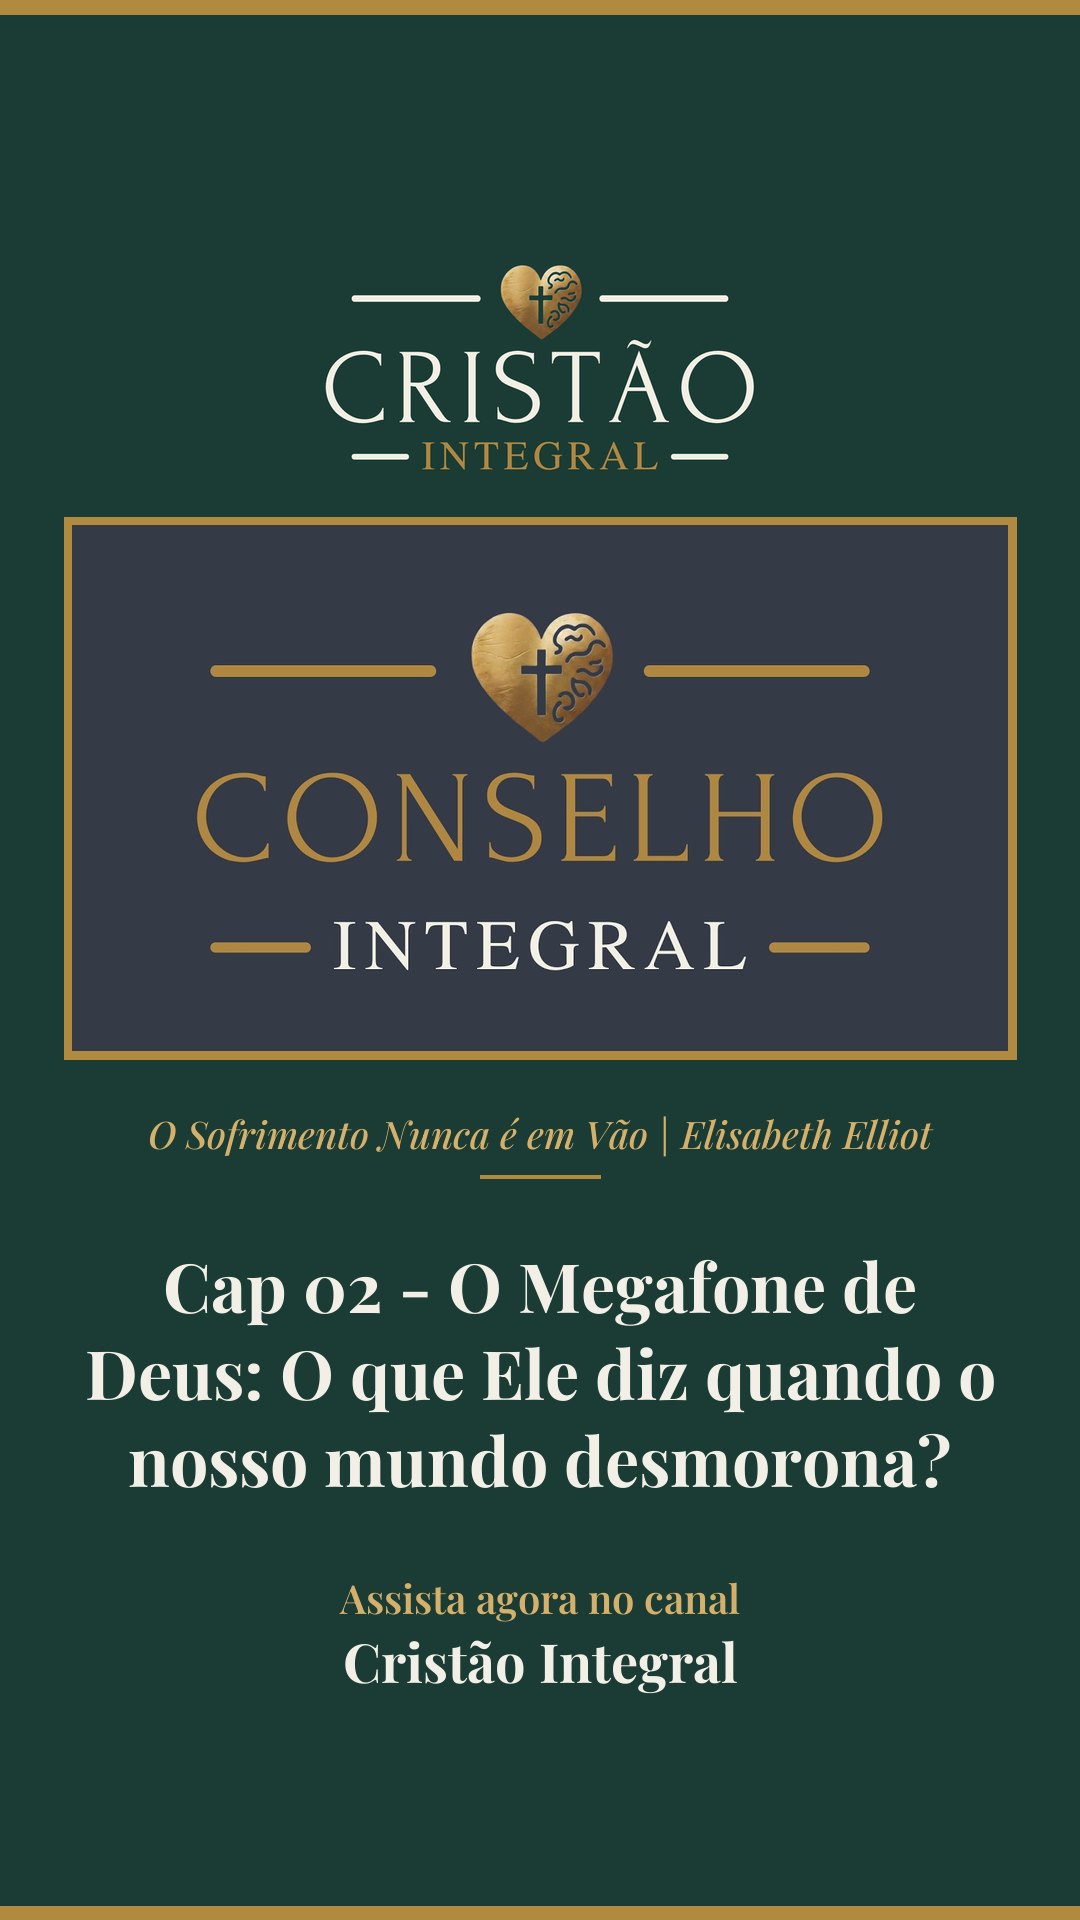 CRISTÃO
INTEGRAL
CONSELHO
INTEGRAL
O Sofrimento Nunca é em Vão | Elisabeth Elliot
Cap 02 - O Megafone de
Deus: O que Ele diz quando o
nosso mundo desmorona?
Assista agora no canal
Cristão Integral